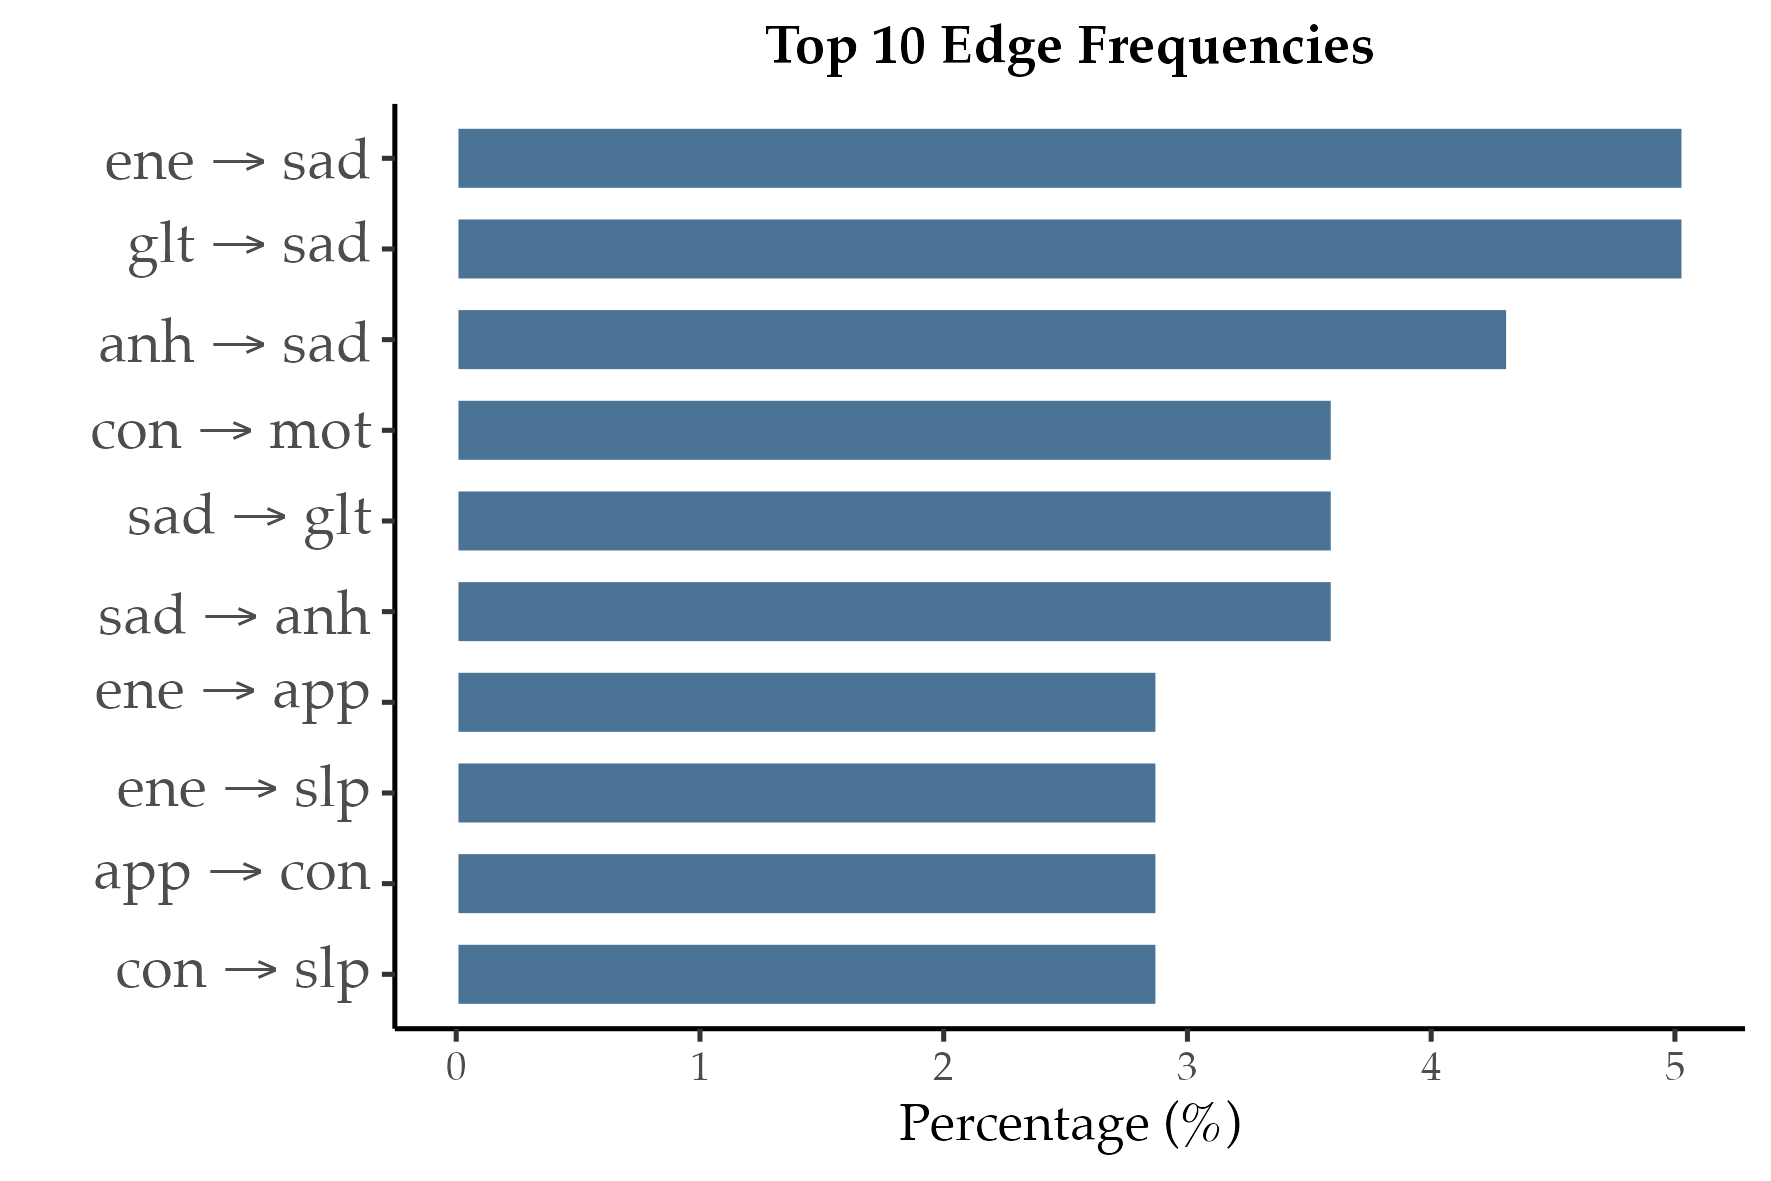 Top 10 Edge Frequencies
ene → sad
glt → sad
anh → sad
con → mot
sad → glt
sad → anh
ene → app
ene → slp
app → con
con → slp
0 1 2 3 4 5
Percentage (%)